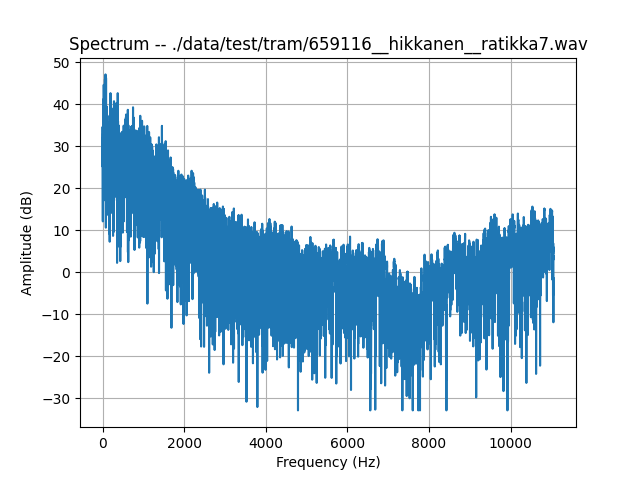 Spectrum -- ./data/test/tram/659116__hikkanen__ratikka7.wav
50
40
30
20
10
0
−10
−20
−30
Amplitude (dB)
0 2000 4000 6000 8000 10000
Frequency (Hz)